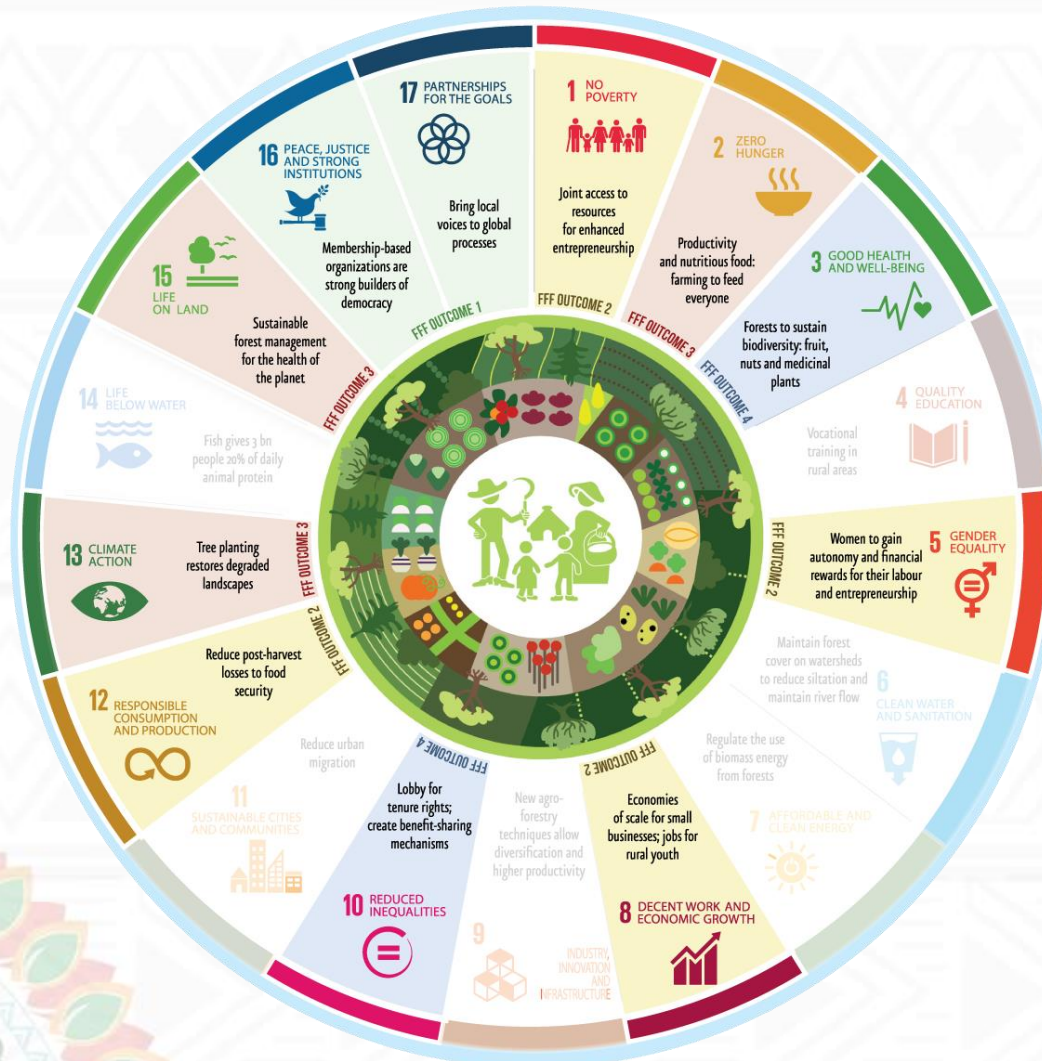 1 NO
POVERTY
Joint access to
resources
for enhanced
entrepreneurship
FFF OUTCOME 2
2 ZERO
HUNGER
Productivity
and nutritious food:
farming to feed
everyone
FFF OUTCOME 3
3 GOOD HEALTH
AND WELL-BEING
Forests to sustain
biodiversity: fruit,
nuts and medicinal
plants
FFF OUTCOME 4
4 QUALITY
EDUCATION
Vocational
training in
rural areas
5 GENDER
EQUALITY
Women to gain
autonomy and financial
rewards for their labour
and entrepreneurship
FFF OUTCOME 2
Maintain forest
cover on watersheds
to reduce siltation and
maintain river flow
6
CLEAN WATER
AND SANITATION
Regulate the use
of biomass energy
from forests
7 AFFORDABLE AND
CLEAN ENERGY
FFF OUTCOME 2
Economies
of scale for small
businesses; jobs for
rural youth
8 DECENT WORK AND
ECONOMIC GROWTH
New agro-
forestry
techniques allow
diversification and
higher productivity
9
INDUSTRY,
INNOVATION
AND
INFRASTRUCTURE
FFF OUTCOME 4
Lobby for
tenure rights;
create benefit-sharing
mechanisms
10 REDUCED
INEQUALITIES
Reduce urban
migration
11
SUSTAINABLE CITIES
AND COMMUNITIES
FFF OUTCOME 2
Reduce post-harvest
losses to food
security
12 RESPONSIBLE
CONSUMPTION
AND PRODUCTION
FFF OUTCOME 3
Tree planting
restores degraded
landscapes
13 CLIMATE
ACTION
14 LIFE
BELOW WATER
Fish gives 3 bn
people 20% of daily
animal protein
15
LIFE
ON LAND
Sustainable
forest management
for the health of
the planet
FFF OUTCOME 3
16 PEACE, JUSTICE
AND STRONG
INSTITUTIONS
Membership-based
organizations are
strong builders of
democracy
FFF OUTCOME 1
17 PARTNERSHIPS
FOR THE GOALS
Bring local
voices to global
processes